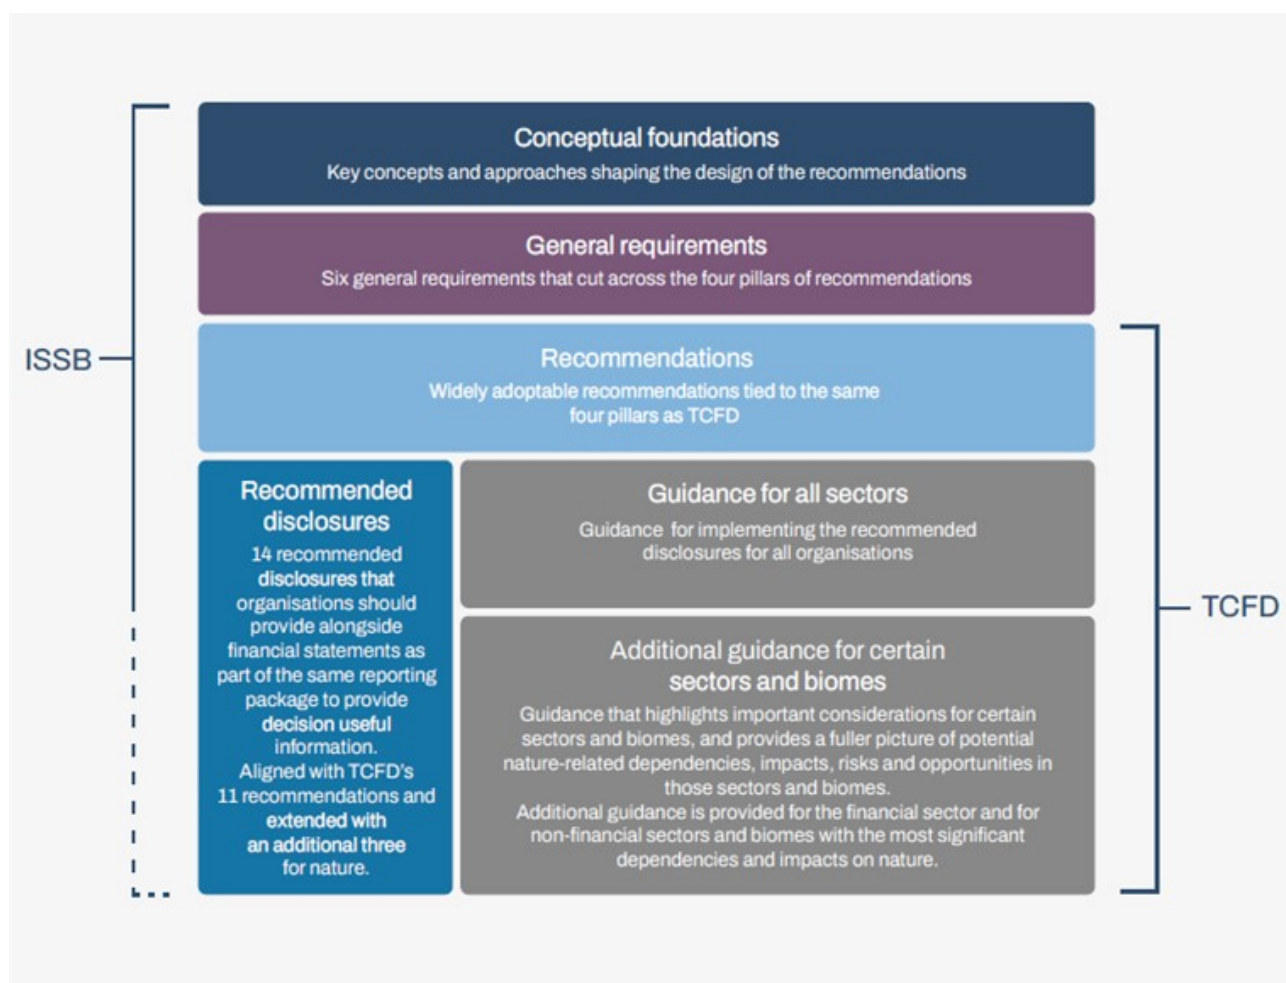 Conceptual foundations
Key concepts and approaches shaping the design of the recommendations
General requirements
Six general requirements that cut across the four pillars of recommendations
ISSB
Recommendations
Widely adoptable recommendations tied to the same
four pillars as TCFD
Recommended
disclosures
14 recommended
disclosures that
organisations should
provide alongside
financial statements as
part of the same reporting
package to provide
decision useful
information.
Aligned with TCFD's
11 recommendations and
extended with
an additional three
for nature.
Guidance for all sectors
Guidance for implementing the recommended
disclosures for all organisations
Additional guidance for certain
sectors and biomes
Guidance that highlights important considerations for certain
sectors and biomes, and provides a fuller picture of potential
nature-related dependencies, impacts, risks and opportunities in
those sectors and biomes.
Additional guidance is provided for the financial sector and for
non-financial sectors and biomes with the most significant
dependencies and impacts on nature.
TCFD